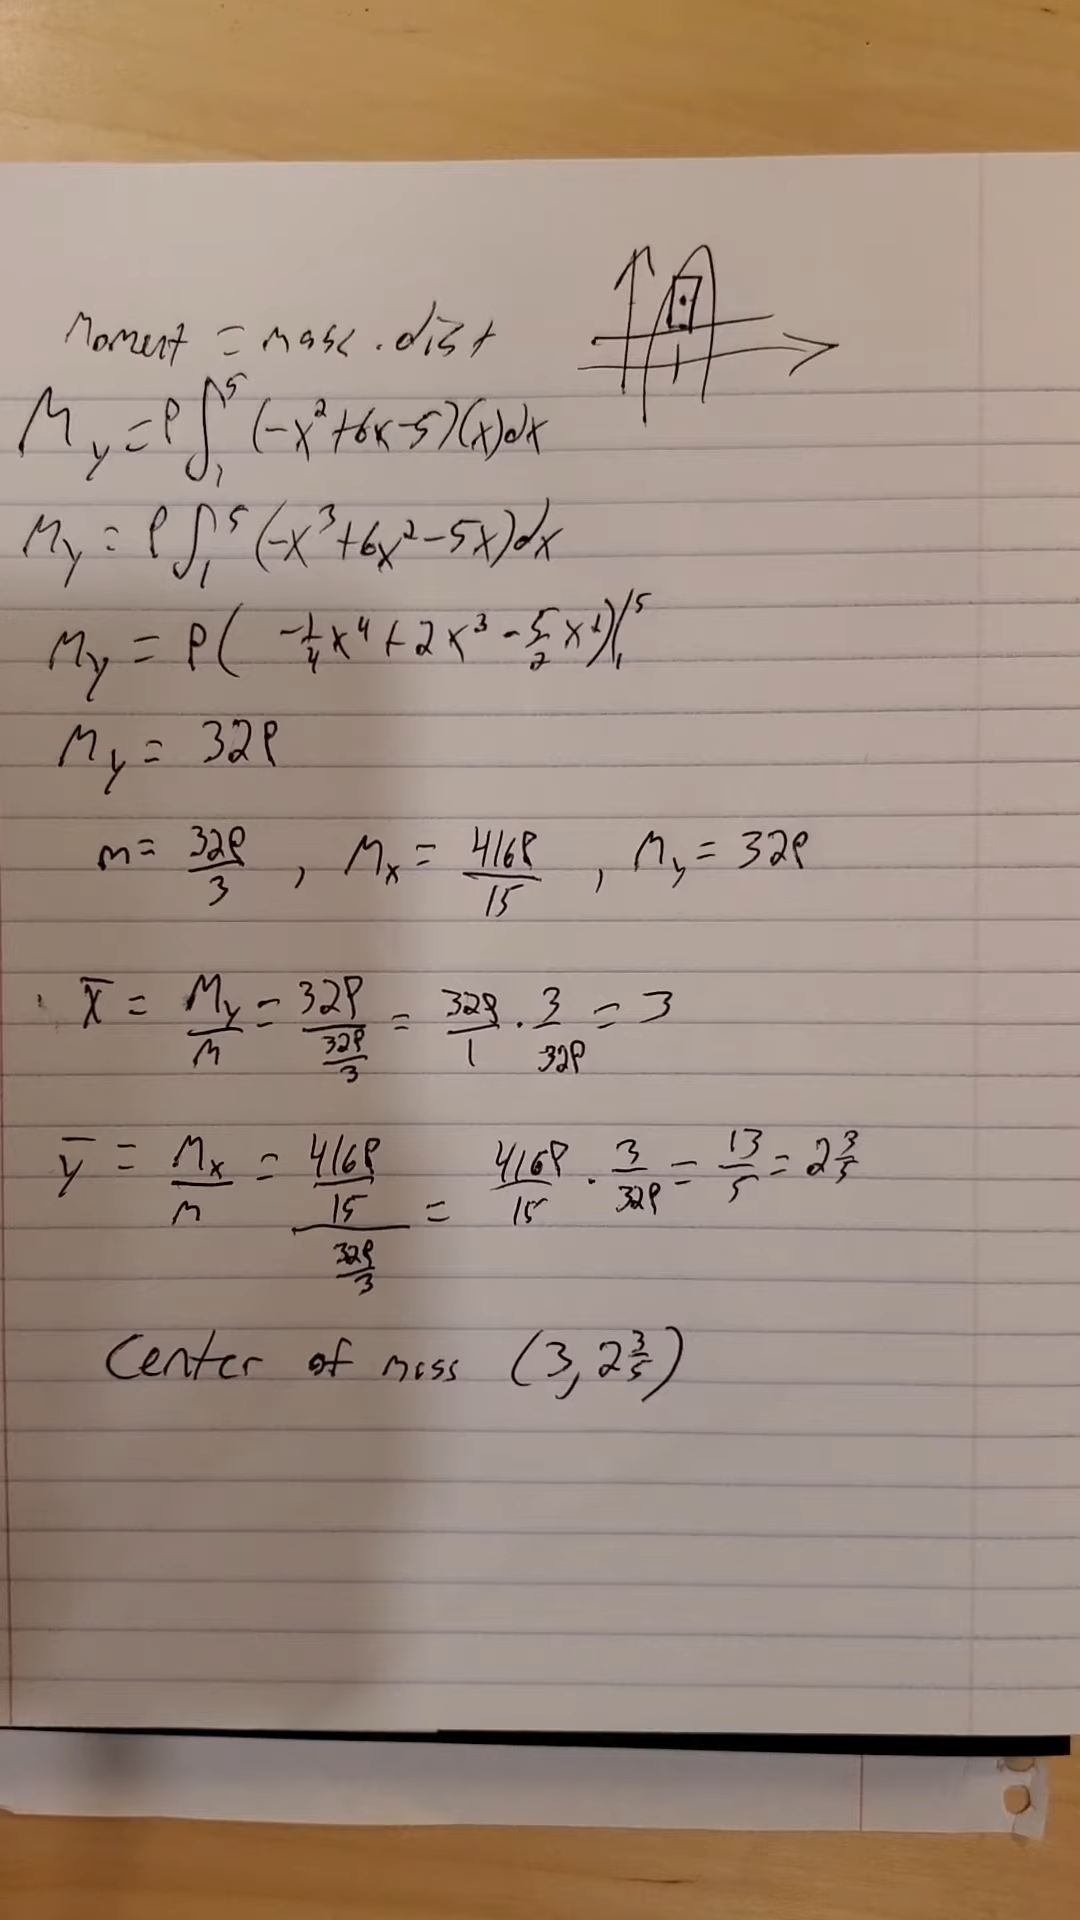 Moment = mass · dist
My = ρ∫₁⁵ (-x²+6x-5)(x)dx
My = ρ∫₁⁵ (-x³+6x²-5x)dx
My = ρ( -1/4 x⁴ + 2x³ - 5/2 x²)|₁⁵
My = 32ρ
m = 32ρ/3 , Mx = 416ρ/15 , My = 32ρ
x̄ = My/m = 32ρ/(32ρ/3) = 32ρ/1 · 3/32ρ = 3
ȳ = Mx/m = (416ρ/15)/(32ρ/3) = 416ρ/15 · 3/32ρ = 13/5 = 2 3/5
Center of mass (3, 2 3/5)